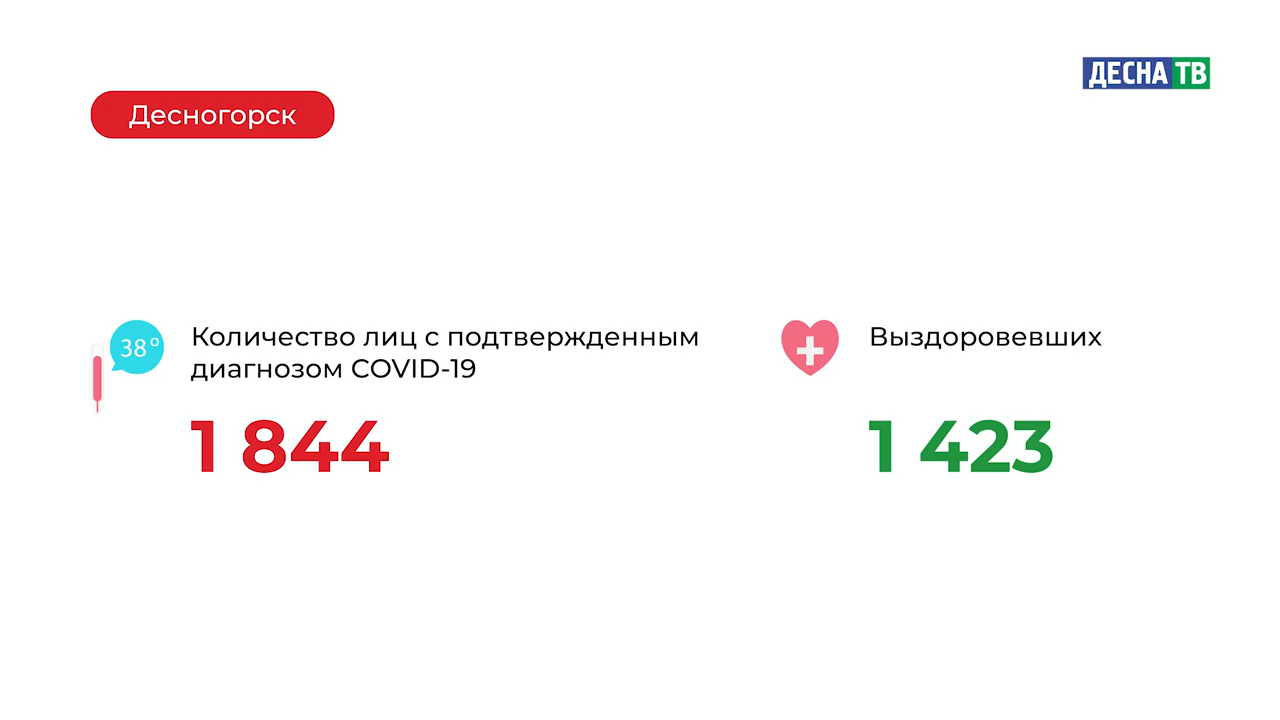 ДЕСНА ТВ
Десногорск
38°
Количество лиц с подтвержденным
диагнозом COVID-19
1 844
Выздоровевших
1 423